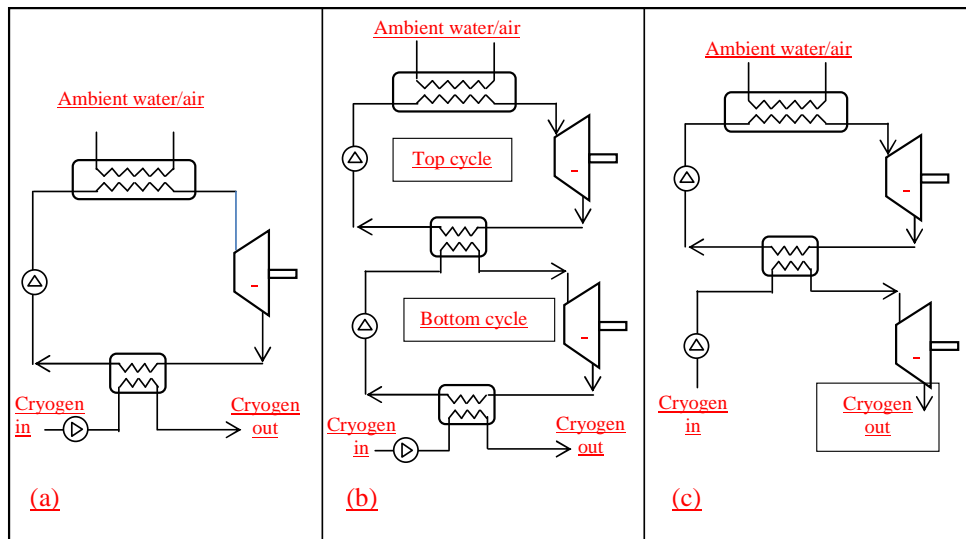 Ambient water/air
Cryogen
in
Cryogen
out
(a)
Ambient water/air
Top cycle
Bottom cycle
Cryogen
in
Cryogen
out
(b)
Ambient water/air
Cryogen
in
Cryogen
out
(c)